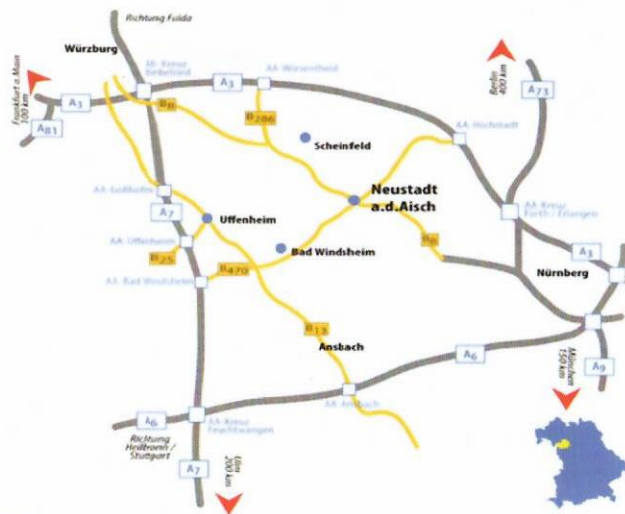 Richtung Fulda
Würzburg
AK-Kreuz
Biebelried
AA-Wiesentheid
Berlin
400 km
Frankfurt a.Main
100 km
A3
A3
A73
B8
A81
B286
Scheinfeld
AA-Höchstadt
AA-Gollhofen
Neustadt
a.d.Aisch
A7
Uffenheim
AA-Kreuz
Fürth / Erlangen
AA-Uffenheim
B8
A3
B25
Bad Windsheim
B470
Nürnberg
AA-Bad Windsheim
B13
Ansbach
A6
München
150 km
A9
AA-Ansbach
A6
AA-Kreuz
Feuchtwangen
Richtung
Heilbronn /
Stuttgart
A7
Ulm
200 km